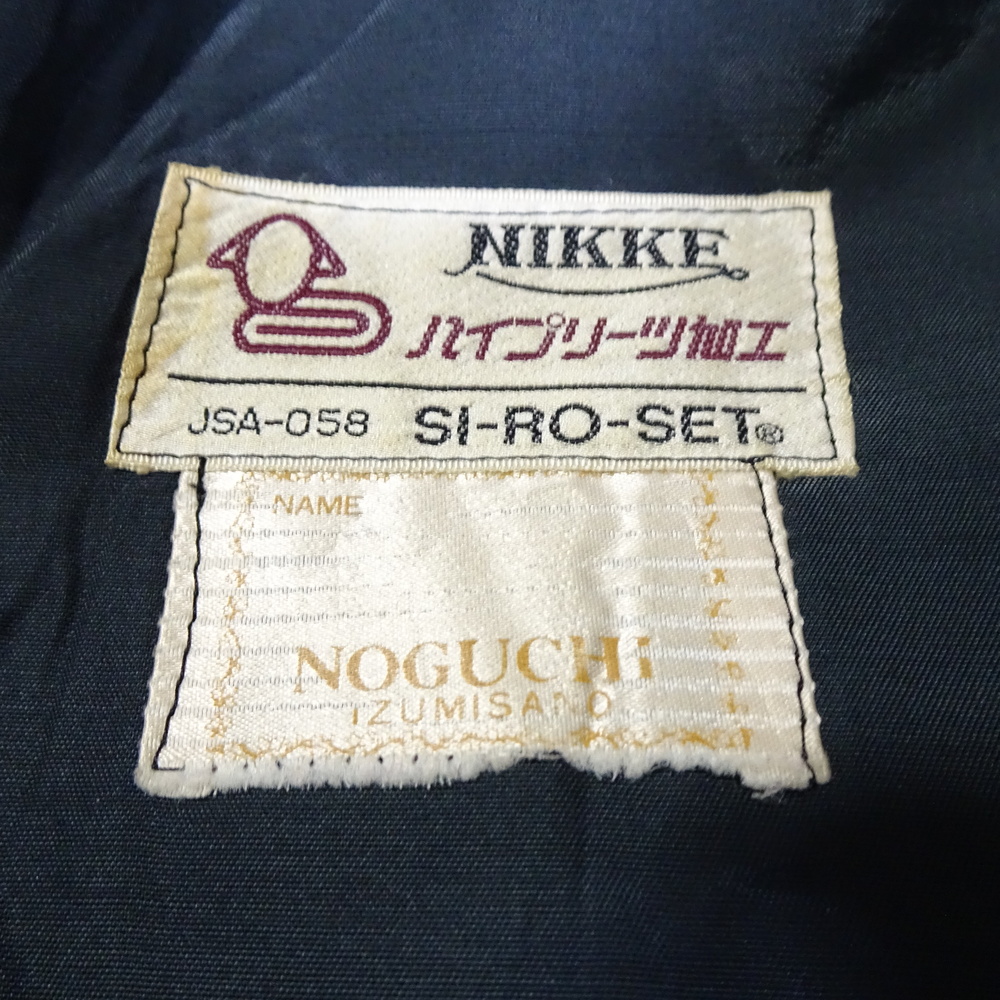 NIKKE
ハイプリーツ加工
JSA-058 SI-RO-SET®
NAME
NOGUCHI
IZUMISANO